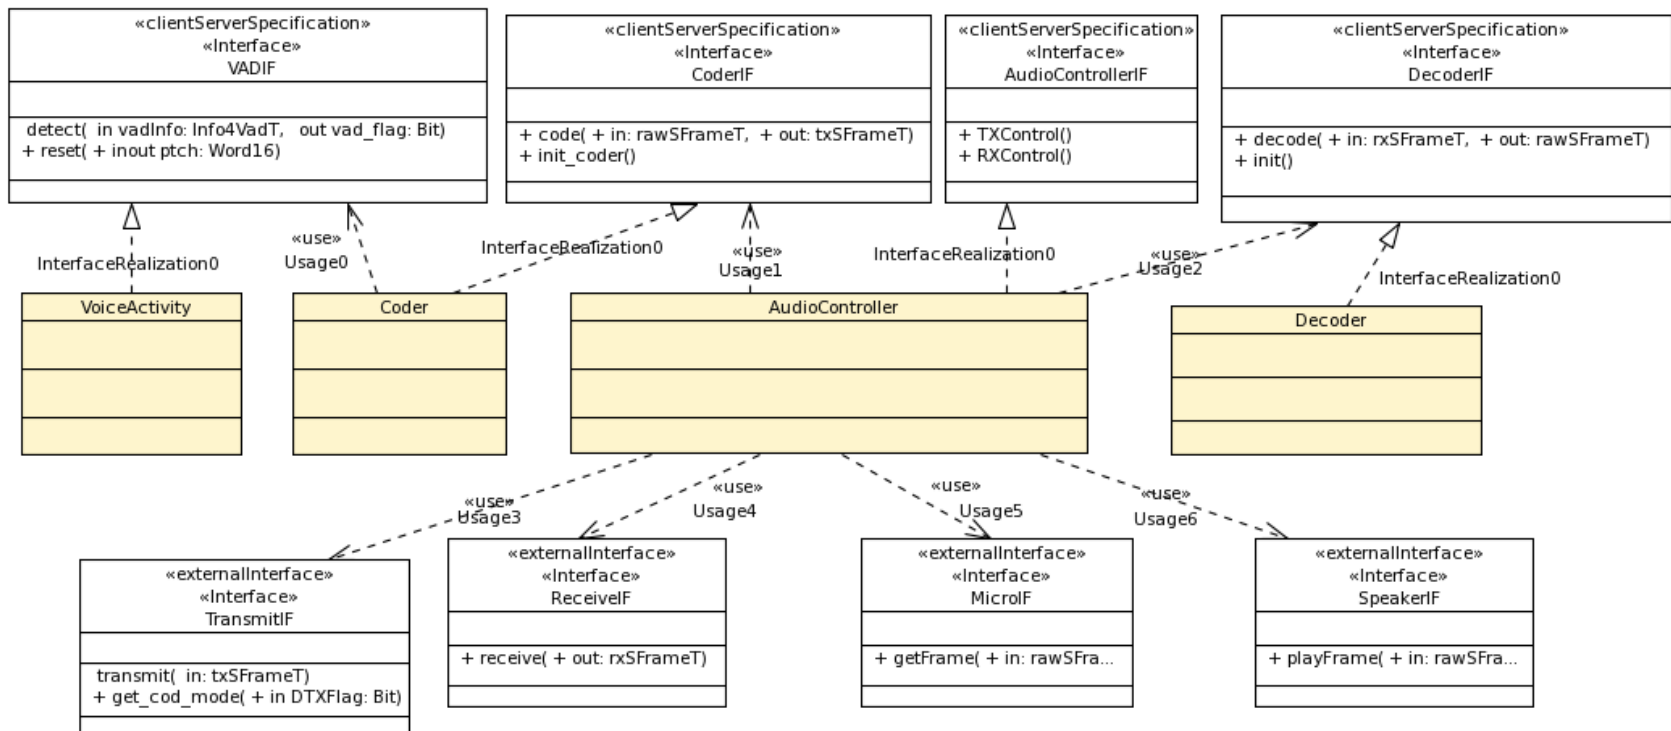 «clientServerSpecification»
«Interface»
VADIF
detect(  in vadInfo: Info4VadT,   out vad_flag: Bit)
+ reset( + inout ptch: Word16)
«clientServerSpecification»
«Interface»
CoderIF
+ code( + in: rawSFrameT,  + out: txSFrameT)
+ init_coder()
«clientServerSpecification»
«Interface»
AudioControllerIF
+ TXControl()
+ RXControl()
«clientServerSpecification»
«Interface»
DecoderIF
+ decode( + in: rxSFrameT,  + out: rawSFrameT)
+ init()
InterfaceRealization0
«use»
Usage0
InterfaceRealization0
«use»
Usage1
InterfaceRealization0
«use»
Usage2
InterfaceRealization0
VoiceActivity
Coder
AudioController
Decoder
«use»
Usage3
«use»
Usage4
«use»
Usage5
«use»
Usage6
«externalInterface»
«Interface»
TransmitIF
transmit(  in: txSFrameT)
+ get_cod_mode( + in DTXFlag: Bit)
«externalInterface»
«Interface»
ReceiveIF
+ receive( + out: rxSFrameT)
«externalInterface»
«Interface»
MicroIF
+ getFrame( + in: rawSFra...
«externalInterface»
«Interface»
SpeakerIF
+ playFrame( + in: rawSFra...